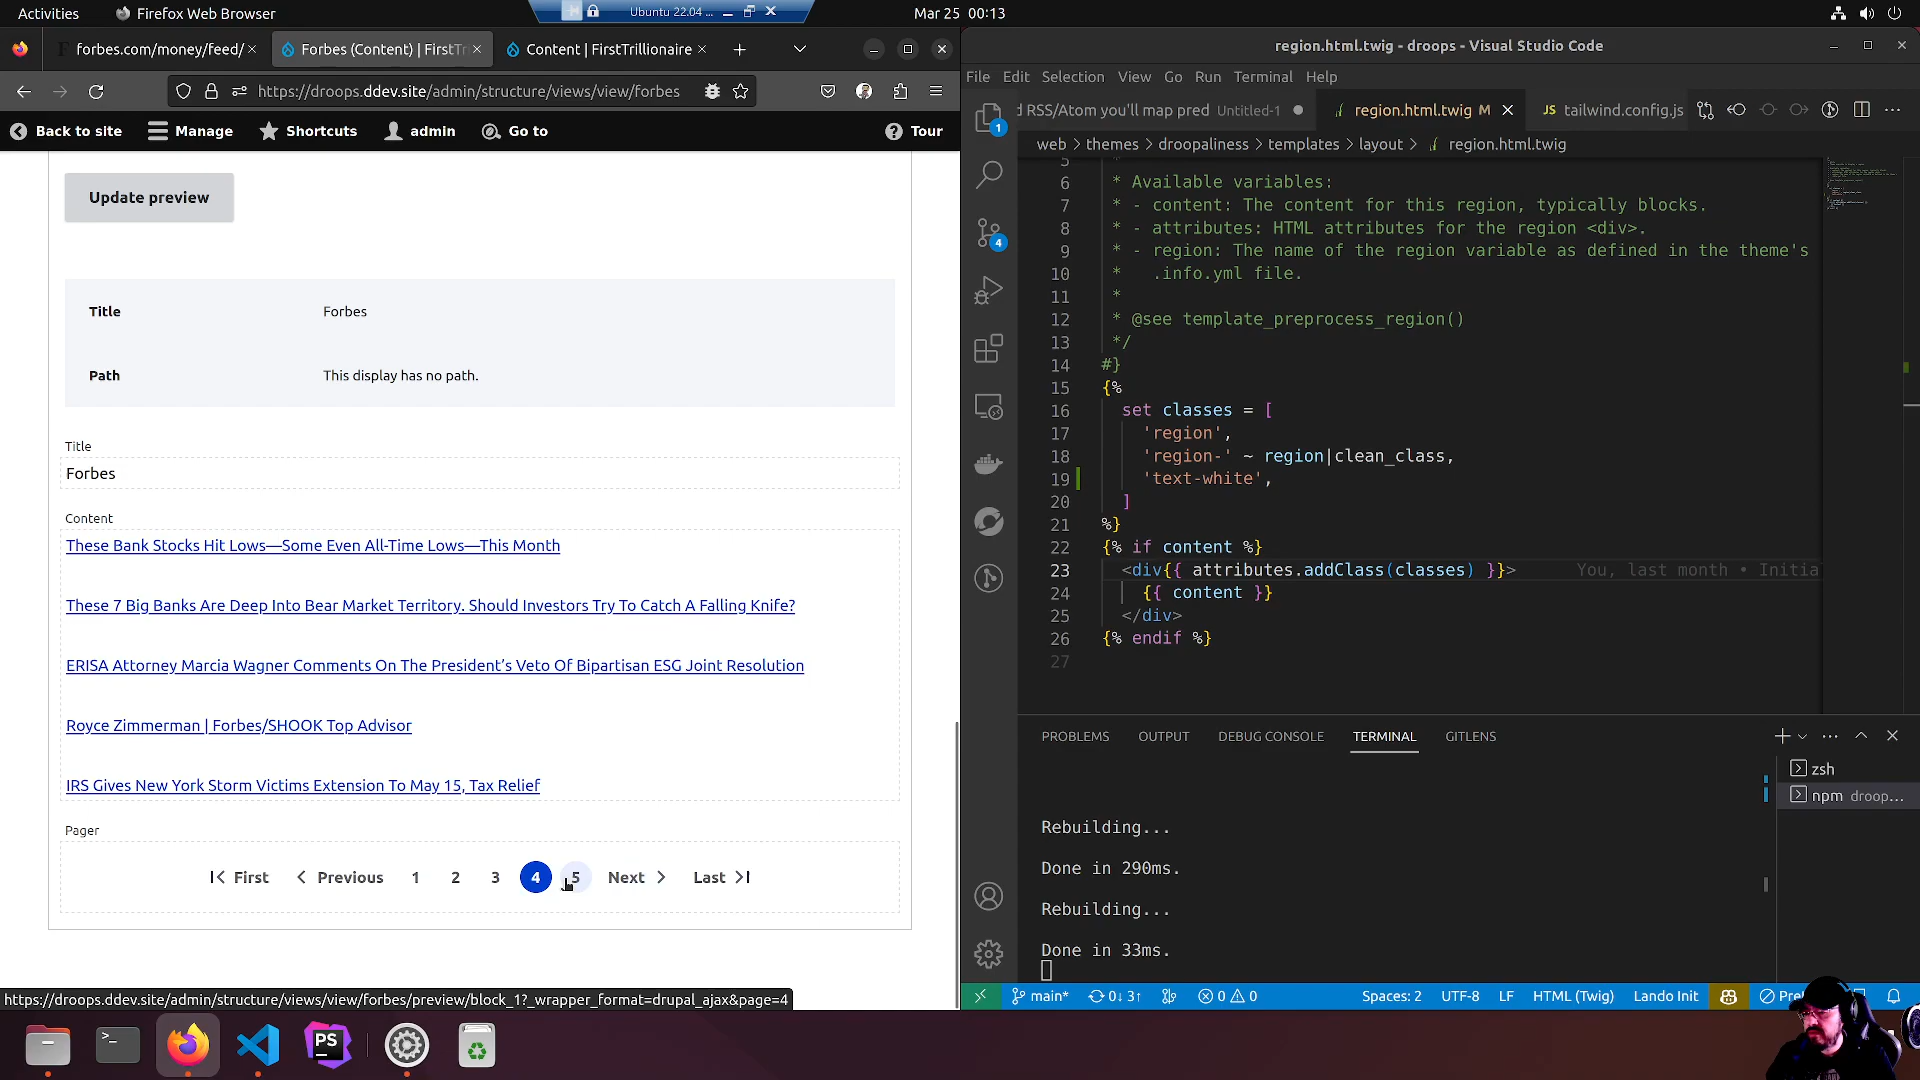 Activities
Firefox Web Browser
Ubuntu 22.04 ...
Mar 25 00:13
forbes.com/money/feed/
Forbes (Content) | FirstTr
Content | FirstTrillionaire
https://droops.ddev.site/admin/structure/views/view/forbes
Back to site
Manage
Shortcuts
admin
Go to
Tour
Update preview
Title
Forbes
Path
This display has no path.
Title
Forbes
Content
These Bank Stocks Hit Lows—Some Even All-Time Lows—This Month
These 7 Big Banks Are Deep Into Bear Market Territory. Should Investors Try To Catch A Falling Knife?
ERISA Attorney Marcia Wagner Comments On The President’s Veto Of Bipartisan ESG Joint Resolution
Royce Zimmerman | Forbes/SHOOK Top Advisor
IRS Gives New York Storm Victims Extension To May 15, Tax Relief
Pager
First Previous 1 2 3 4 5 Next Last
https://droops.ddev.site/admin/structure/views/view/forbes/preview/block_1?_wrapper_format=drupal_ajax&page=4
region.html.twig - droops - Visual Studio Code
File Edit Selection View Go Run Terminal Help
d RSS/Atom you'll map pred Untitled-1
region.html.twig M
JS tailwind.config.js
web > themes > droopaliness > templates > layout > region.html.twig
5 *
6 * Available variables:
7 * - content: The content for this region, typically blocks.
8 * - attributes: HTML attributes for the region <div>.
9 * - region: The name of the region variable as defined in the theme's
10 *   .info.yml file.
11 *
12 * @see template_preprocess_region()
13 */
14 #}
15 {%
16 set classes = [
17 'region',
18 'region-' ~ region|clean_class,
19 'text-white',
20 ]
21 %}
22 {% if content %}
23 <div{{ attributes.addClass(classes) }}> You, last month • Initia
24 {{ content }}
25 </div>
26 {% endif %}
27
1
4
PROBLEMS OUTPUT DEBUG CONSOLE TERMINAL GITLENS
zsh
npm droop...
Rebuilding...
Done in 290ms.
Rebuilding...
Done in 33ms.
main* 0↓ 3↑ 0 0 Spaces: 2 UTF-8 LF HTML (Twig) Lando Init
PS